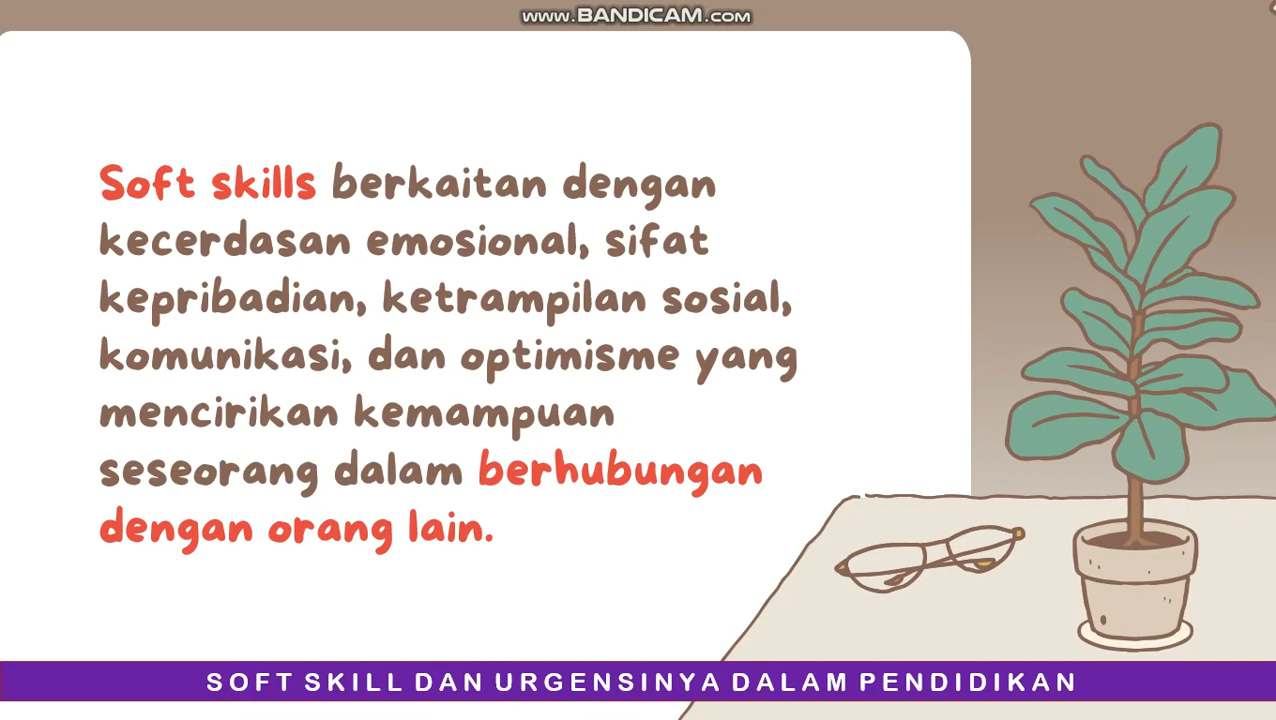 www.BANDICAM.com
Soft skills berkaitan dengan
kecerdasan emosional, sifat
kepribadian, ketrampilan sosial,
komunikasi, dan optimisme yang
mencirikan kemampuan
seseorang dalam berhubungan
dengan orang lain.
SOFT SKILL DAN URGENSINYA DALAM PENDIDIKAN